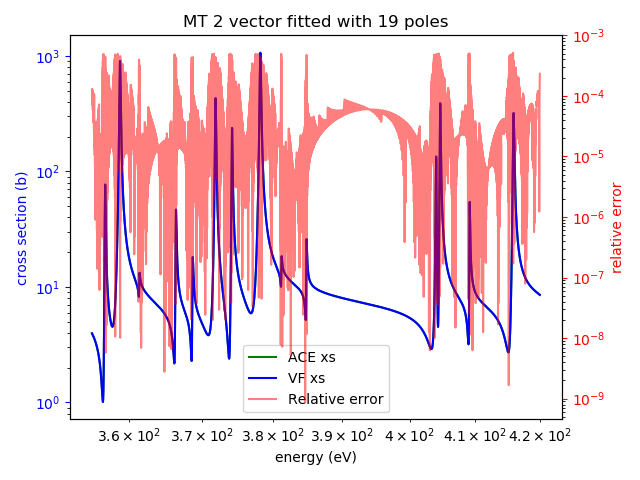 MT 2 vector fitted with 19 poles
10³
10²
10¹
10⁰
cross section (b)
10⁻³
10⁻⁴
10⁻⁵
10⁻⁶
10⁻⁷
10⁻⁸
10⁻⁹
relative error
ACE xs
VF xs
Relative error
3.6 × 10² 3.7 × 10² 3.8 × 10² 3.9 × 10² 4 × 10² 4.1 × 10² 4.2 × 10²
energy (eV)